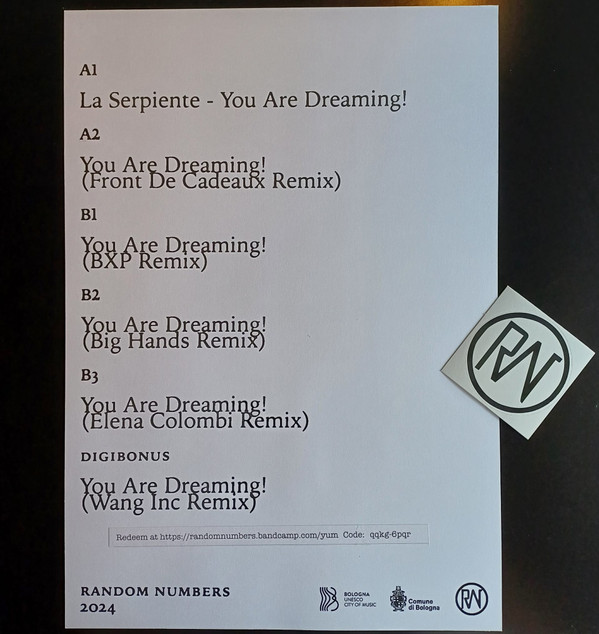 A1
La Serpiente - You Are Dreaming!
A2
You Are Dreaming!
(Front De Cadeaux Remix)
B1
You Are Dreaming!
(BXP Remix)
B2
You Are Dreaming!
(Big Hands Remix)
B3
You Are Dreaming!
(Elena Colombi Remix)
DIGIBONUS
You Are Dreaming!
(Wang Inc Remix)
Redeem at https://randomnumbers.bandcamp.com/yum Code: qqkg-6pqr
RANDOM NUMBERS
2024
BOLOGNA
UNESCO
CITY OF MUSIC
Comune
di Bologna
RN
RN